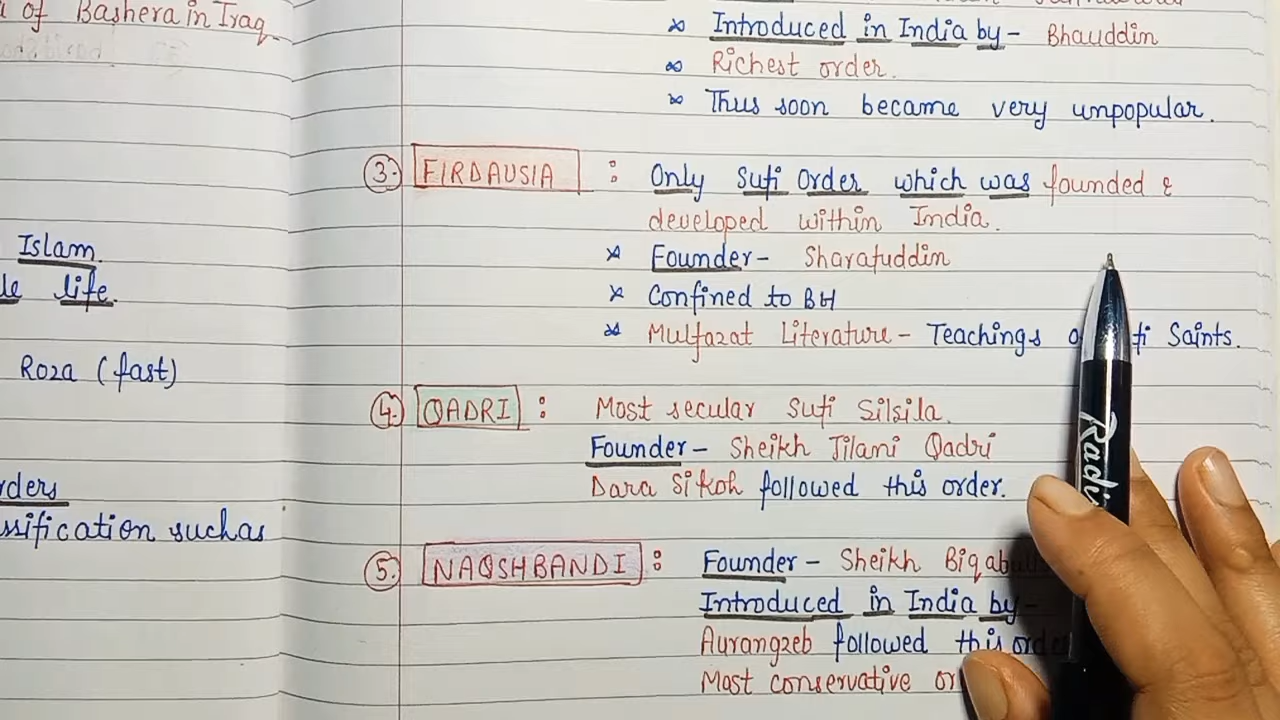 of Bashera in Iraq
Islam.
life.
Roza (fast)
ssification such as
* Introduced in India by - Bhauddin
∞ Richest order.
* Thus soon became very unpopular.
3. FIRDAUSIA : Only Sufi Order which was founded &
developed within India.
* Founder - Sharafuddin
* Confined to BH
* Mulfazat Literature - Teachings Saints.
4. QADRI : Most secular Sufi Silsila.
Founder - Sheikh Jilani Qadri
Dara Sikoh followed this order.
5. NAQSHBANDI : Founder - Sheikh
Introduced in India by -
Aurangzeb followed this
Most conservative